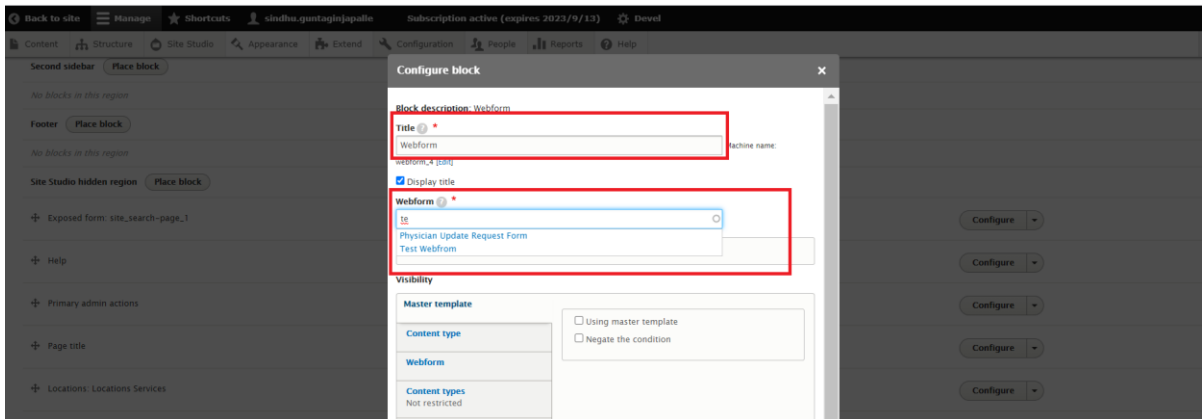 Back to site Manage Shortcuts sindhu.guntaginjapalle Subscription active (expires 2023/9/13) Devel
Content Structure Site Studio Appearance Extend Configuration People Reports Help
Second sidebar Place block
No blocks in this region
Footer Place block
No blocks in this region
Site Studio hidden region Place block
Exposed form: site_search-page_1 Configure
Help Configure
Primary admin actions Configure
Page title Configure
Locations: Locations Services Configure
Configure block
Block description: Webform
Title ? *
Webform Machine name:
webform_4 [Edit]
Display title
Webform ? *
te
Physician Update Request Form
Test Webfrom
Visibility
Master template
Using master template
Negate the condition
Content type
Webform
Content types
Not restricted